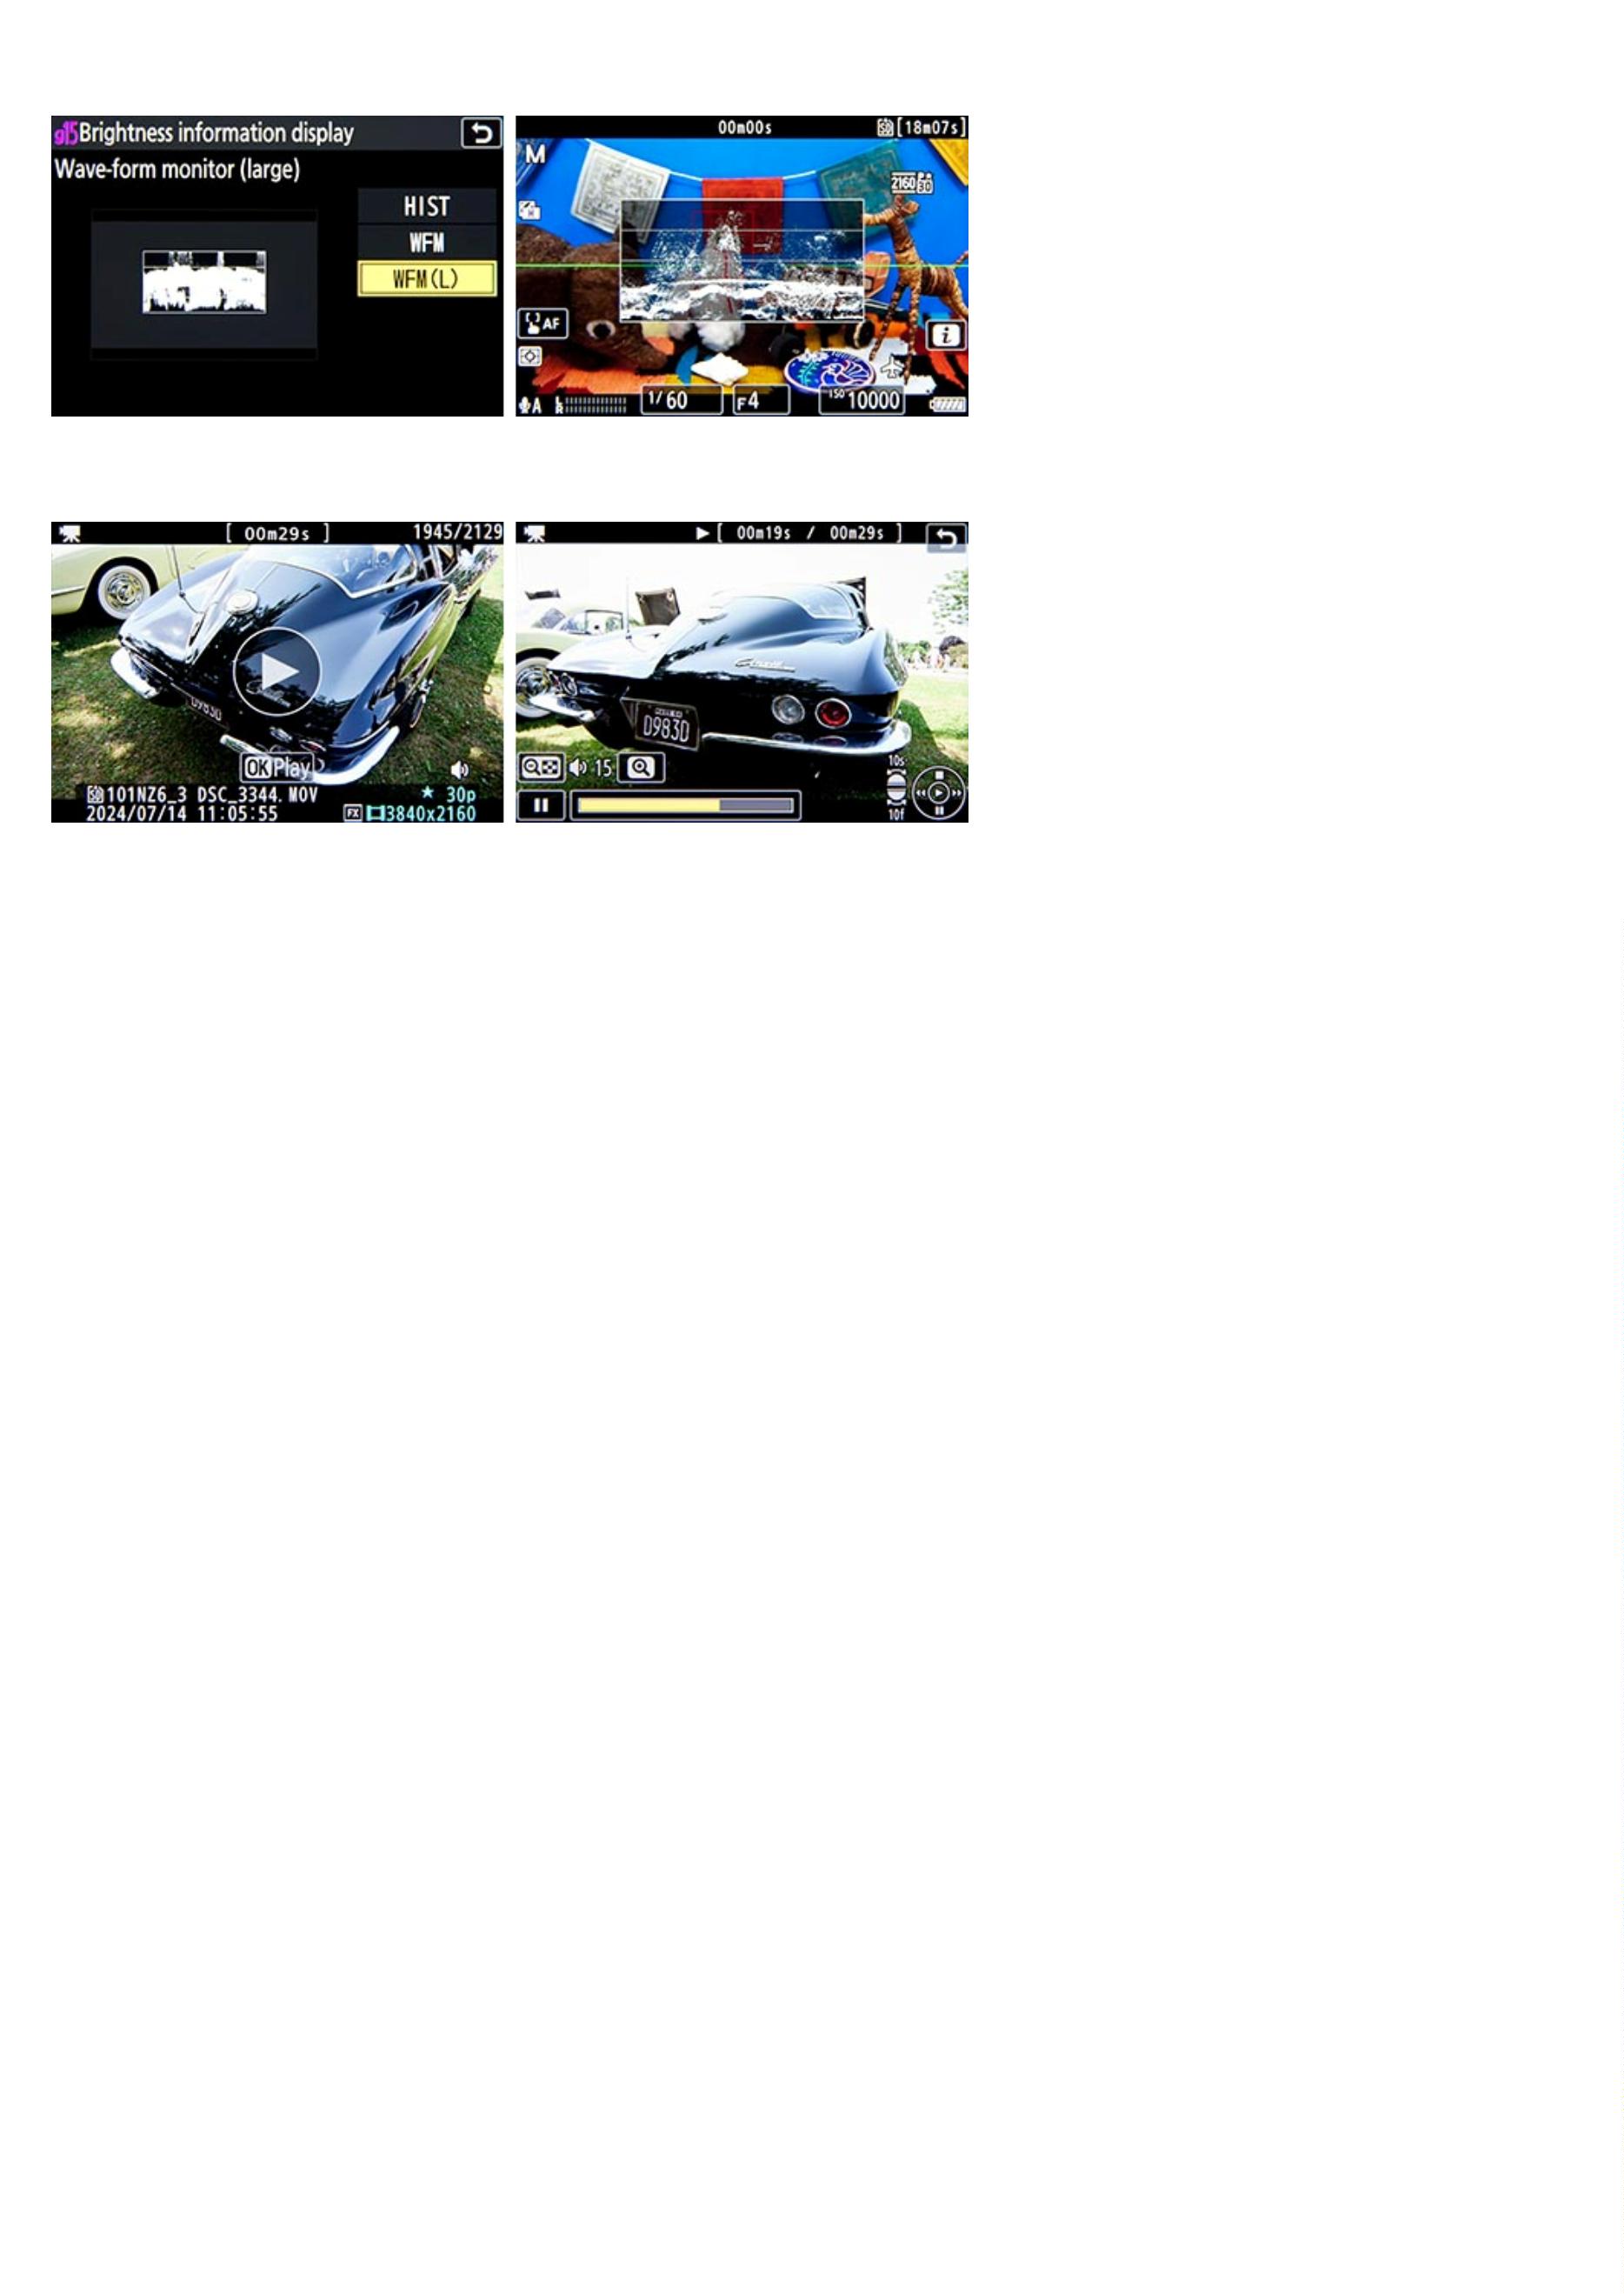 g15 Brightness information display
Wave-form monitor (large)
HIST
WFM
WFM(L)
00m00s
[18m07s]
M
2160 30
AF
i
A
L
R
1/60
F4
ISO 10000
[ 00m29s ]
1945/2129
D983D
OK Play
101NZ6_3 DSC_3344.MOV
★ 30p
2024/07/14 11:05:55
FX 3840x2160
[ 00m19s / 00m29s ]
D983D
15
10s
10f